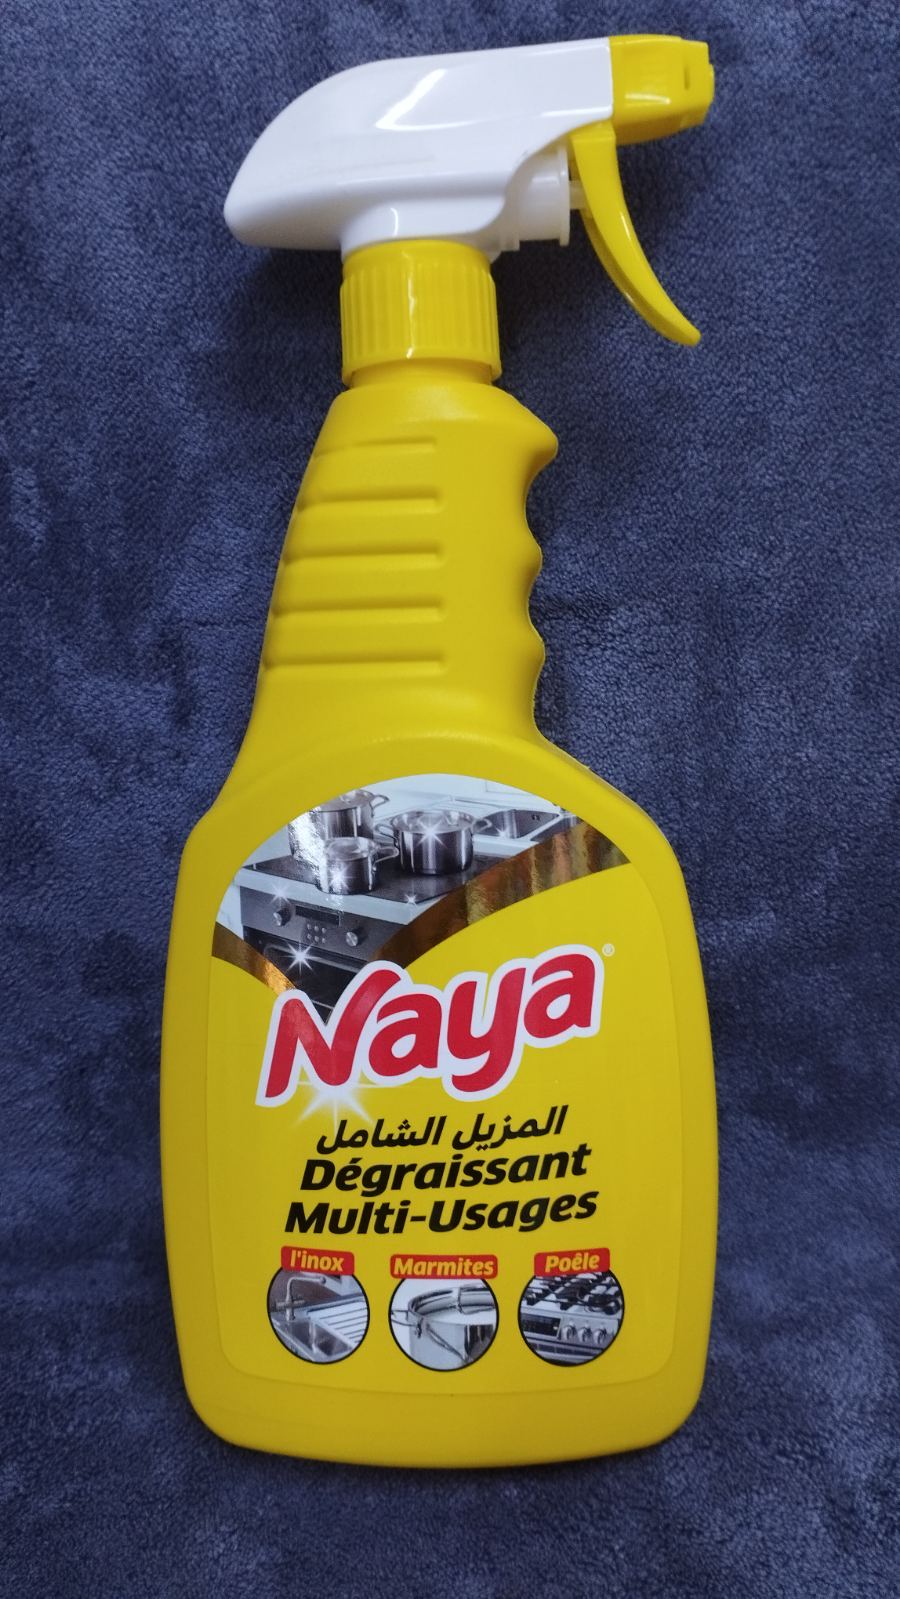 Naya®
المزيل الشامل
Dégraissant
Multi-Usages
l'inox
Marmites
Poêle